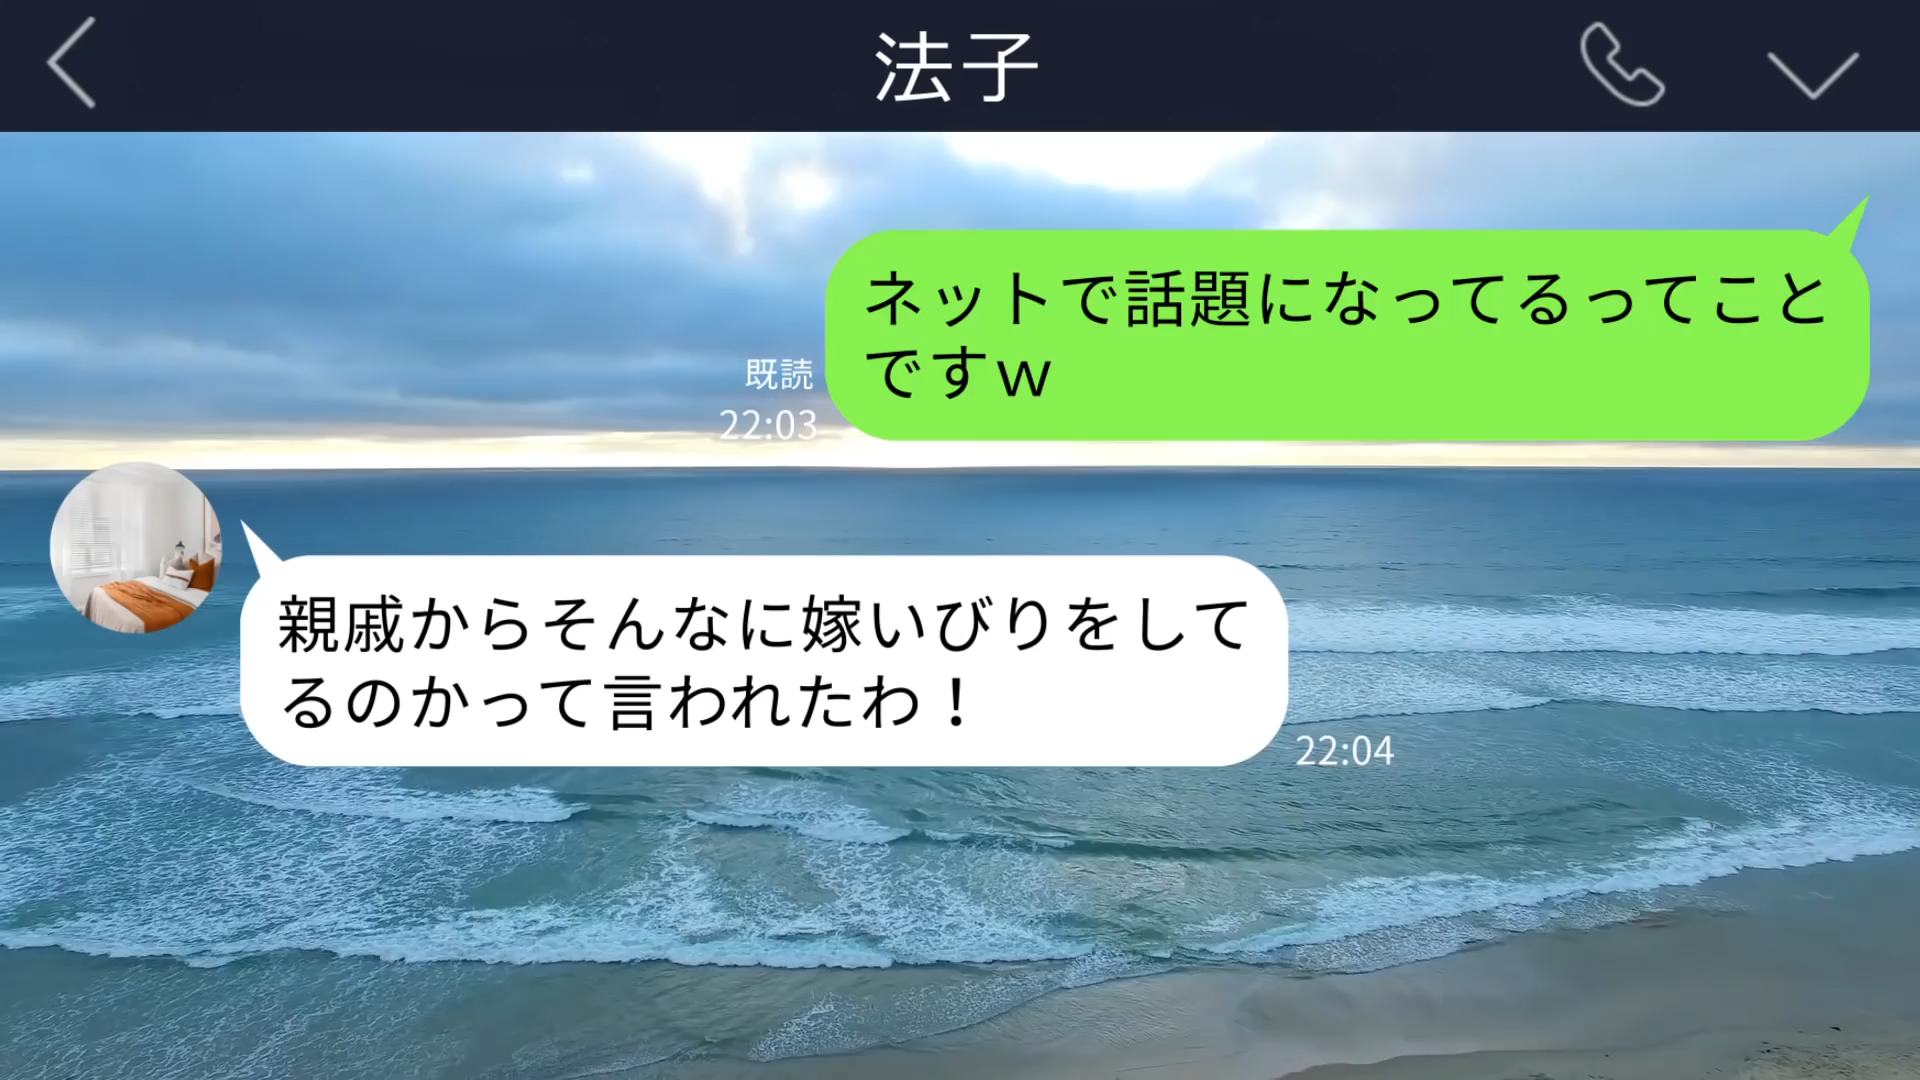 法子
ネットで話題になってるってこと
ですｗ
既読
22:03
親戚からそんなに嫁いびりをして
るのかって言われたわ！
22:04